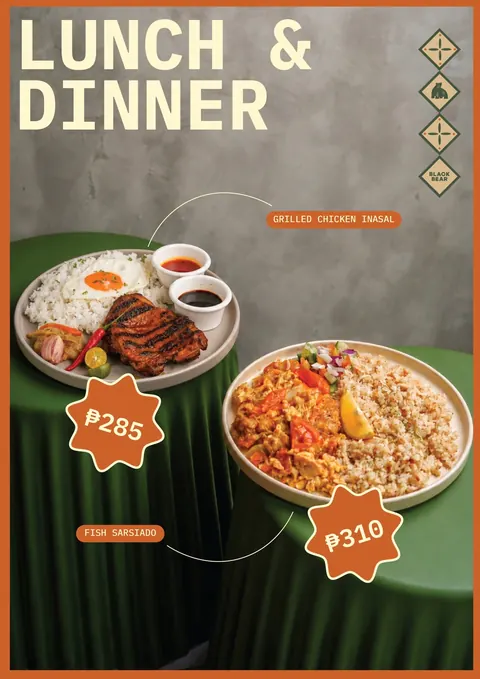 LUNCH &
DINNER
BLACK
BEAR
GRILLED CHICKEN INASAL
₱285
₱310
FISH SARSIADO